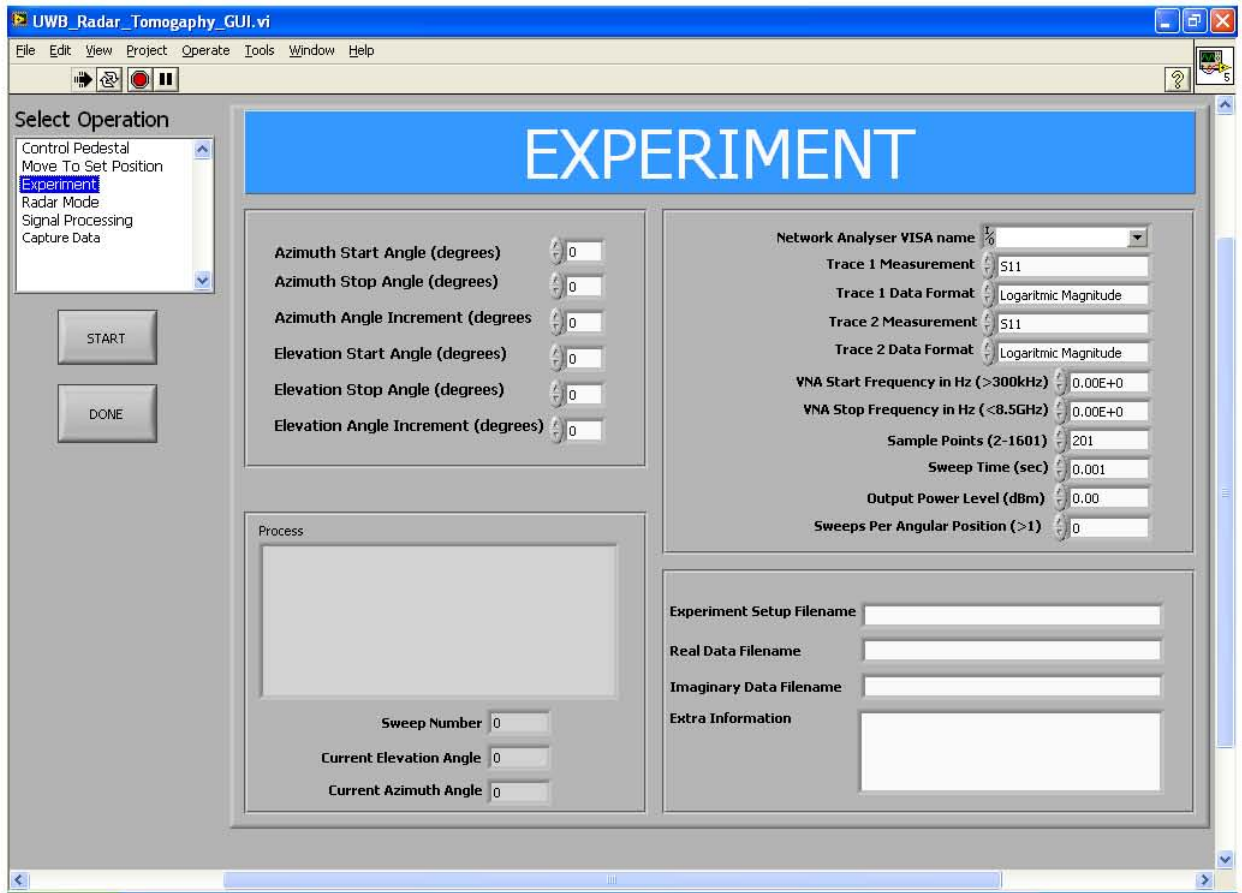 UWB_Radar_Tomogaphy_GUI.vi
File Edit View Project Operate Tools Window Help
5
Select Operation
Control Pedestal
Move To Set Position
Experiment
Radar Mode
Signal Processing
Capture Data
START
DONE
EXPERIMENT
Azimuth Start Angle (degrees) 0
Azimuth Stop Angle (degrees) 0
Azimuth Angle Increment (degrees 0
Elevation Start Angle (degrees) 0
Elevation Stop Angle (degrees) 0
Elevation Angle Increment (degrees) 0
Process
Sweep Number 0
Current Elevation Angle 0
Current Azimuth Angle 0
Network Analyser VISA name
Trace 1 Measurement S11
Trace 1 Data Format Logaritmic Magnitude
Trace 2 Measurement S11
Trace 2 Data Format Logaritmic Magnitude
VNA Start Frequency in Hz (>300kHz) 0.00E+0
VNA Stop Frequency in Hz (<8.5GHz) 0.00E+0
Sample Points (2-1601) 201
Sweep Time (sec) 0.001
Output Power Level (dBm) 0.00
Sweeps Per Angular Position (>1) 0
Experiment Setup Filename
Real Data Filename
Imaginary Data Filename
Extra Information